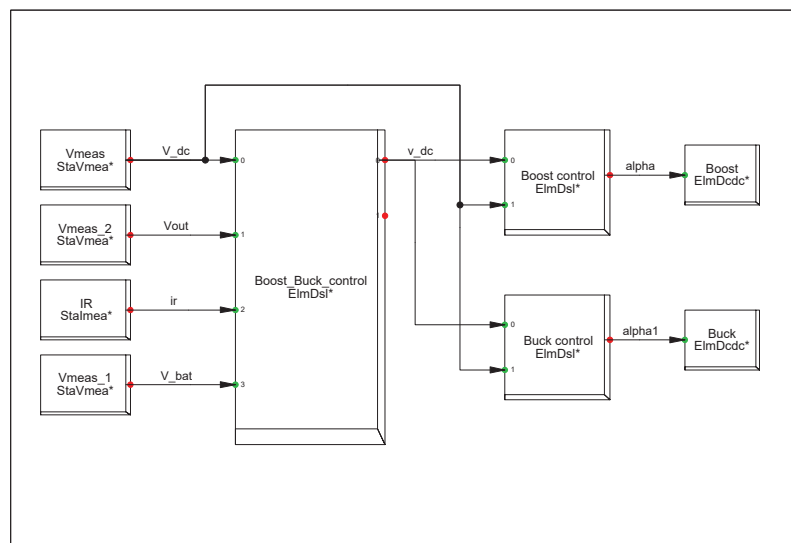 Vmeas
StaVmea*
V_dc
0
Vmeas_2
StaVmea*
Vout
1
IR
StaImea*
ir
2
Vmeas_1
StaVmea*
V_bat
3
Boost_Buck_control
ElmDsl*
0
1
v_dc
0
1
Boost control
ElmDsl*
alpha
Boost
ElmDcdc*
0
1
Buck control
ElmDsl*
alpha1
Buck
ElmDcdc*